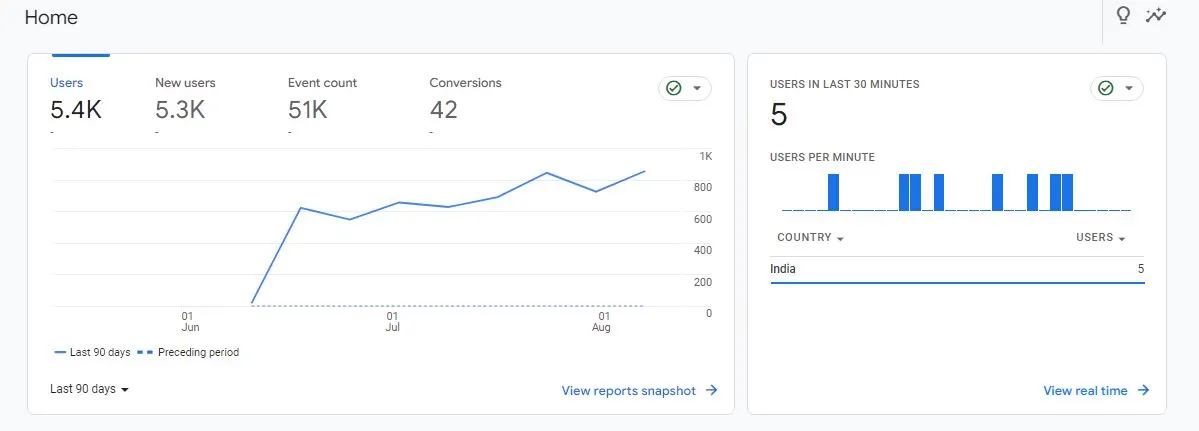 Home
Users New users Event count Conversions
5.4K 5.3K 51K 42
- - - -
1K
800
600
400
200
0
01 01 01
Jun Jul Aug
Last 90 days Preceding period
Last 90 days View reports snapshot
USERS IN LAST 30 MINUTES
5
USERS PER MINUTE
COUNTRY USERS
India 5
View real time